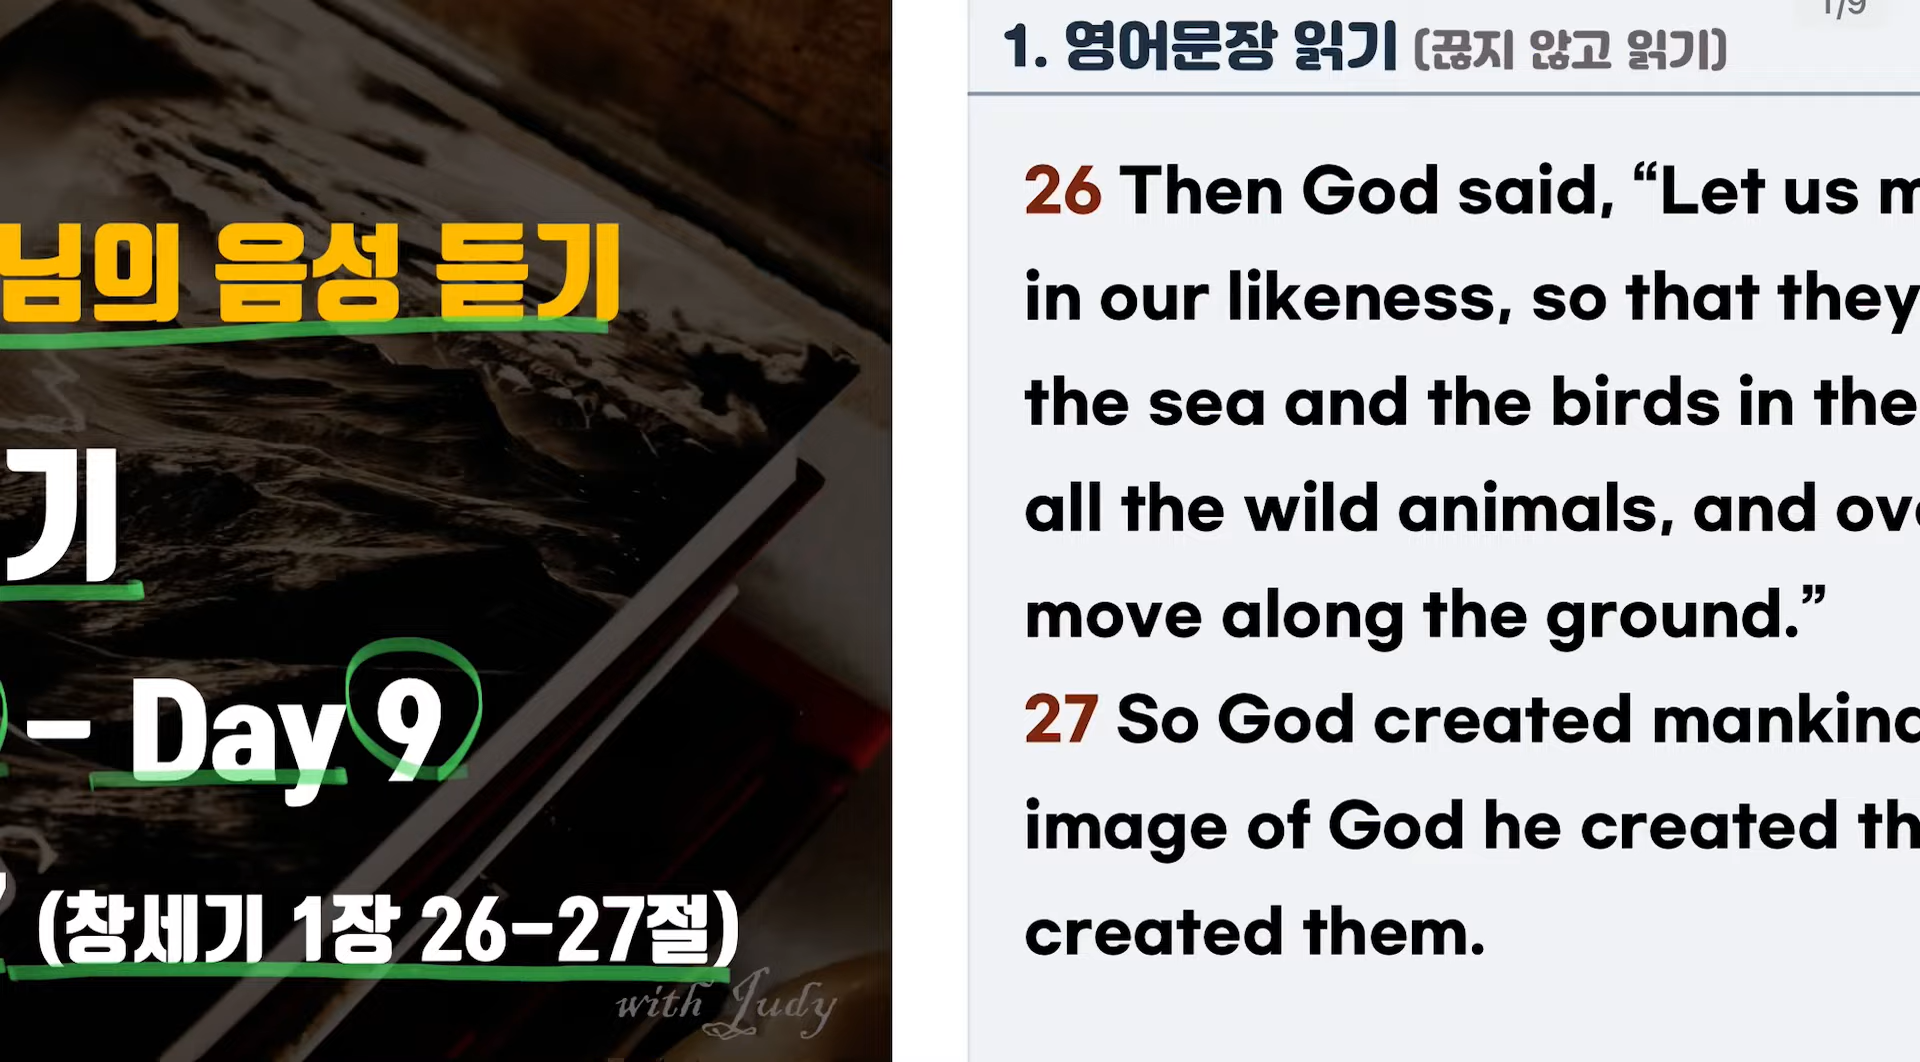 님의 음성 듣기
기
- Day 9
(창세기 1장 26-27절)
with Judy
1/9
1. 영어문장 읽기 (끊지 않고 읽기)
26 Then God said, “Let us m
in our likeness, so that they
the sea and the birds in the
all the wild animals, and ov
move along the ground.”
27 So God created mankind
image of God he created th
created them.